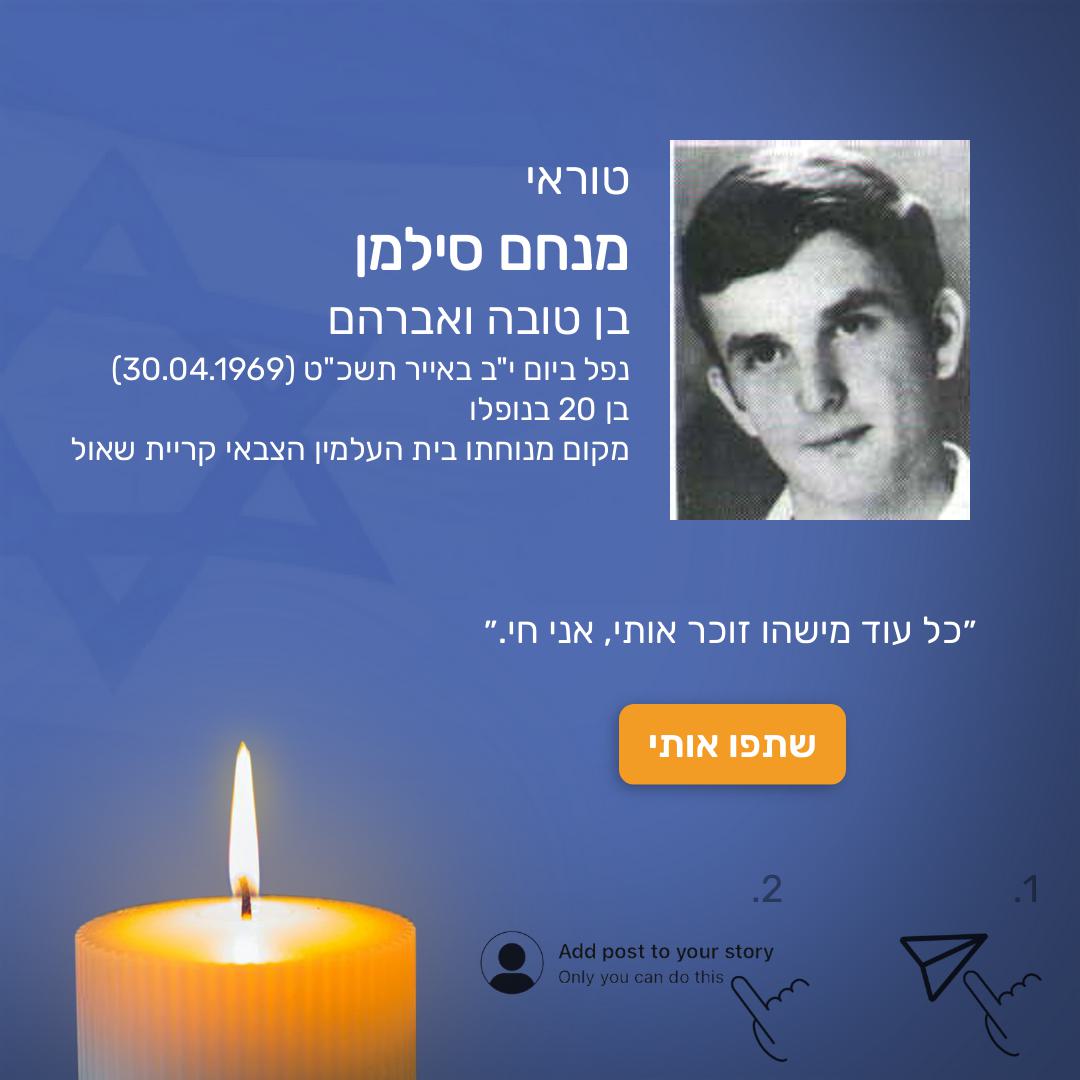 טוראי
מנחם סילמן
בן טובה ואברהם
נפל ביום י"ב באייר תשכ"ט (30.04.1969)
בן 20 בנופלו
מקום מנוחתו בית העלמין הצבאי קריית שאול
״כל עוד מישהו זוכר אותי, אני חי.״
שתפו אותי
1.
2.
Add post to your story
Only you can do this